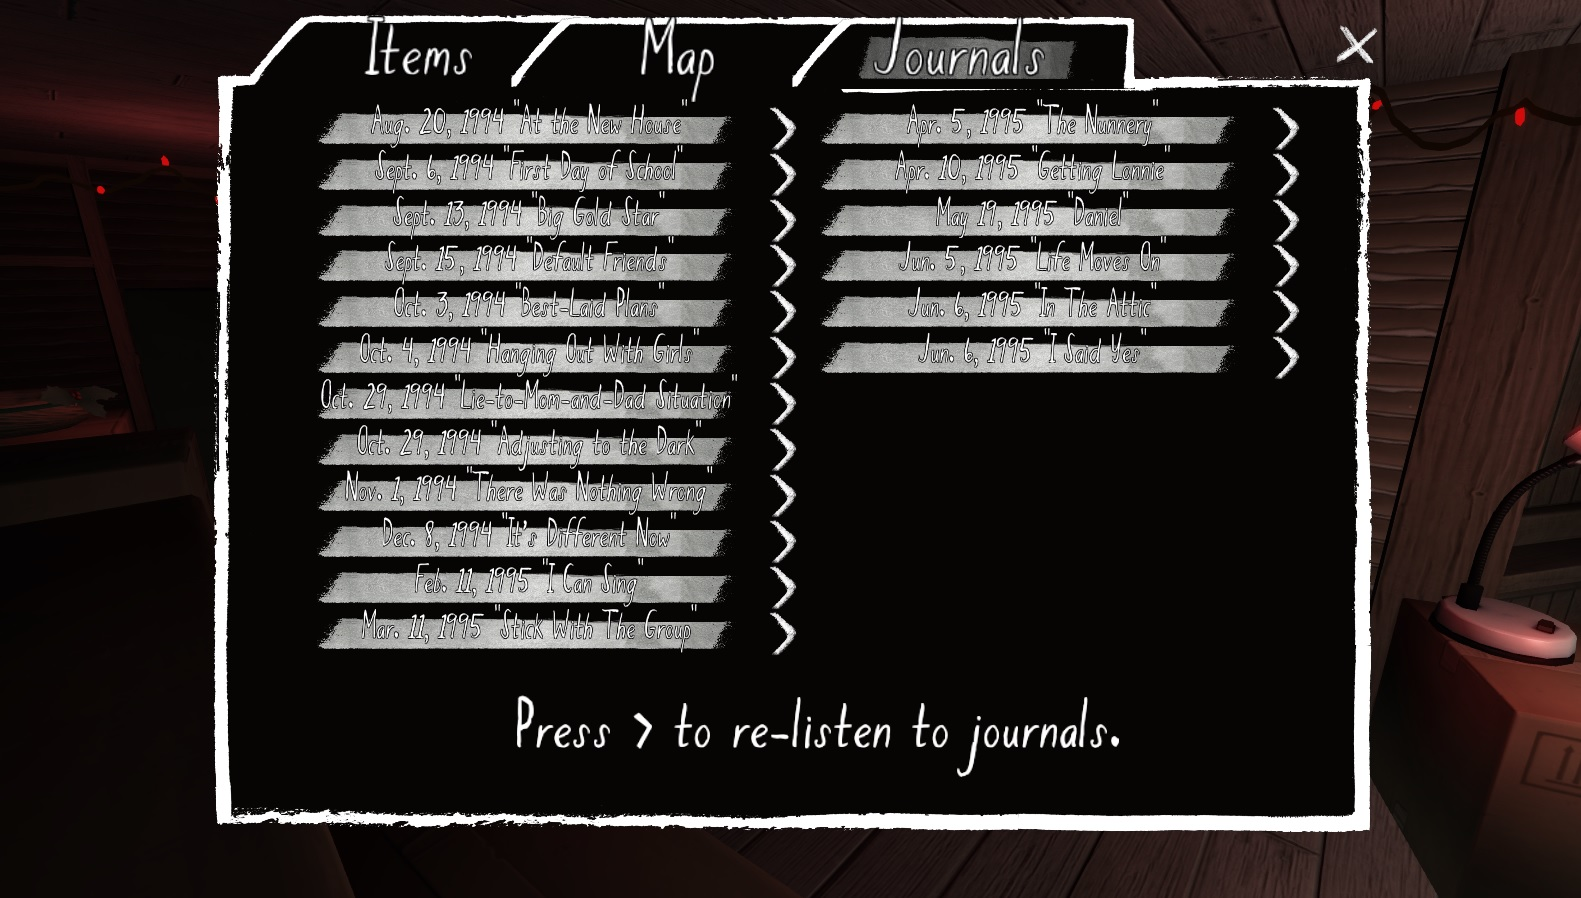 Items
Map
Journals
Aug. 20, 1994 "At the New House"
Sept. 6, 1994 "First Day of School"
Sept. 13, 1994 "Big Gold Star"
Sept. 15, 1994 "Default Friends"
Oct. 3, 1994 "Best-Laid Plans"
Oct. 4, 1994 "Hanging Out With Girls"
Oct. 29, 1994 "Lie-to-Mom-and-Dad Situation"
Oct. 29, 1994 "Adjusting to the Dark"
Nov. 1, 1994 "There Was Nothing Wrong"
Dec. 8, 1994 "It's Different Now"
Feb. 11, 1995 "I Can Sing"
Mar. 11, 1995 "Stick With The Group"
Apr. 5, 1995 "The Nunnery"
Apr. 10, 1995 "Getting Lonnie"
May 19, 1995 "Daniel"
Jun. 5, 1995 "Life Moves On"
Jun. 6, 1995 "In The Attic"
Jun. 6, 1995 "I Said Yes"
Press > to re-listen to journals.